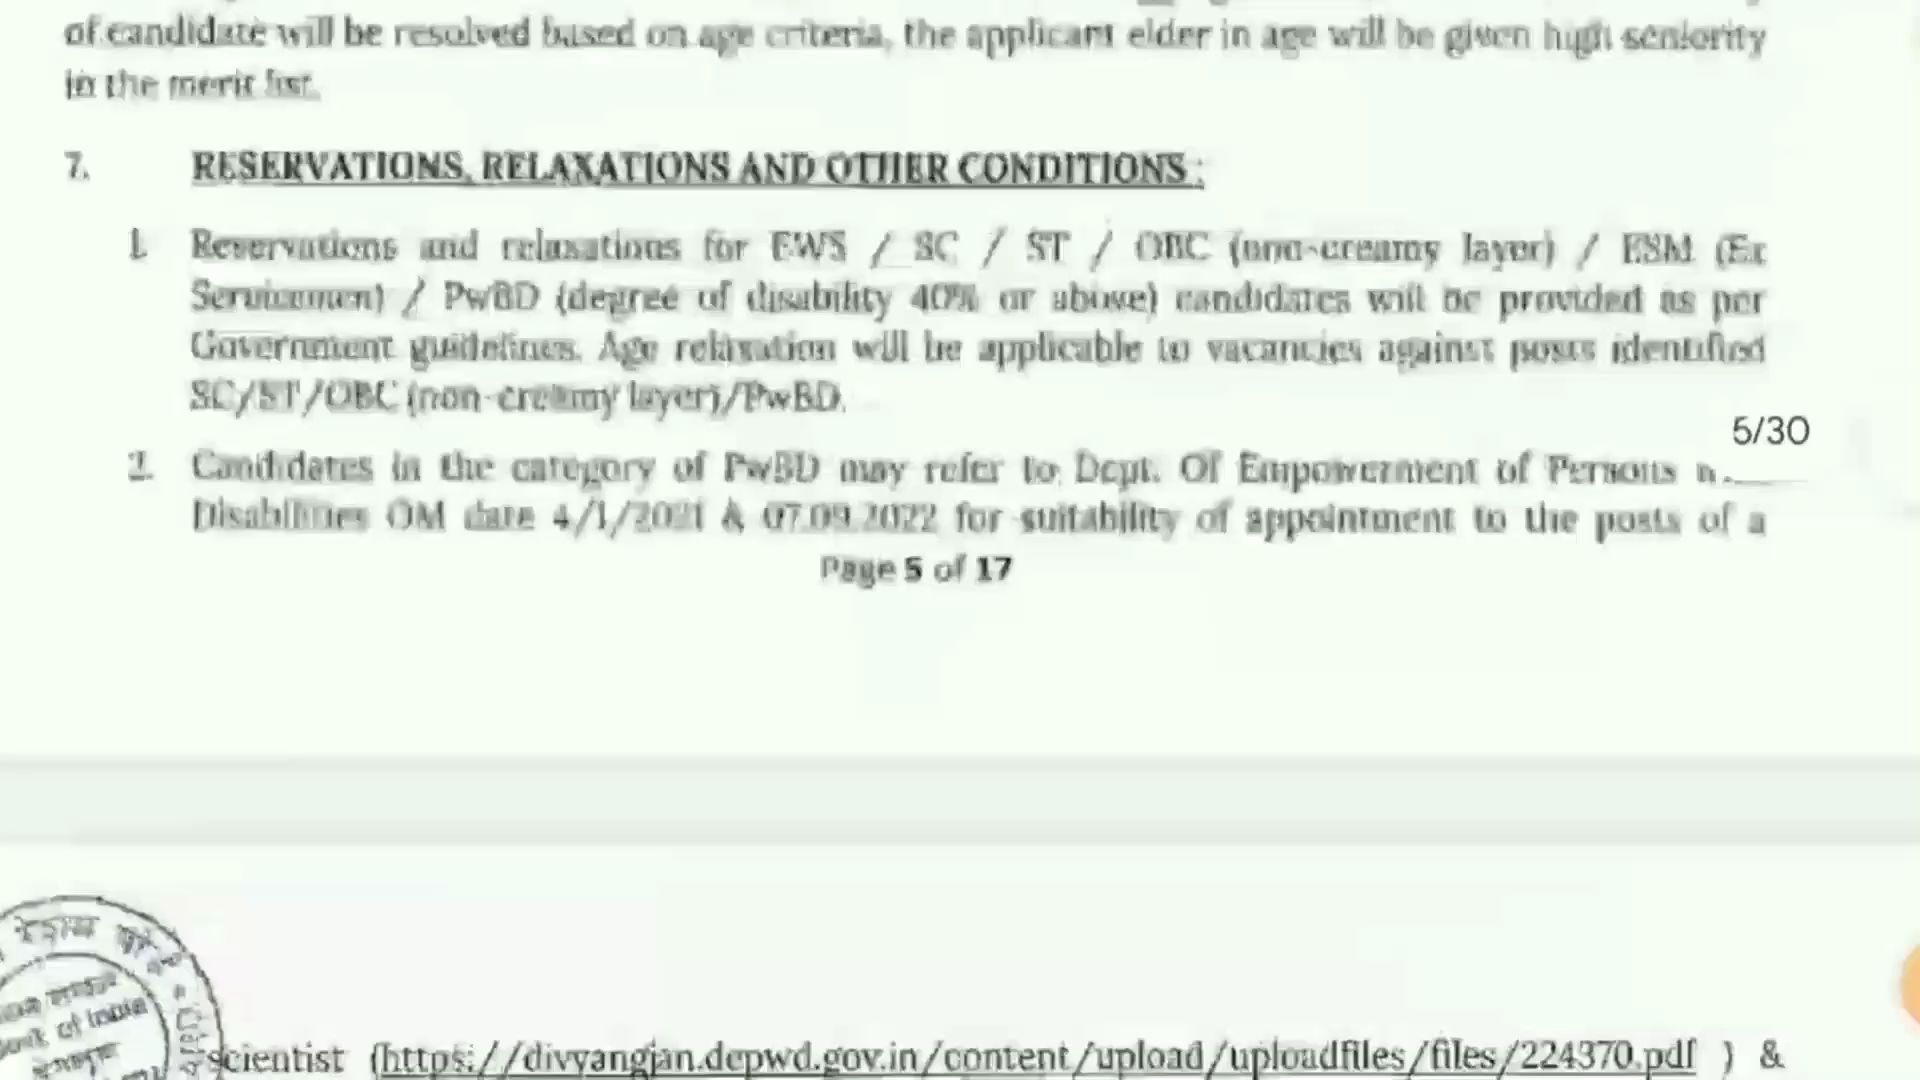 of candidate will be resolved based on age criteria, the applicant elder in age will be given high seniority
in the merit list.
7. RESERVATIONS, RELAXATIONS AND OTHER CONDITIONS :
1. Reservations and relaxations for EWS / SC / ST / OBC (non-creamy layer) / ESM (Ex
Servicemen) / PwBD (degree of disability 40% or above) candidates will be provided as per
Government guidelines. Age relaxation will be applicable to vacancies against posts identified
SC/ST/OBC (non-creamy layer)/PwBD.
5/30
2. Candidates in the category of PwBD may refer to Dept. Of Empowerment of Persons
Disabilities OM date 4/1/2021 & 07.09.2022 for suitability of appointment to the posts of a
Page 5 of 17
of India
scientist (https://divyangjan.depwd.gov.in/content/upload/uploadfiles/files/224370.pdf ) &